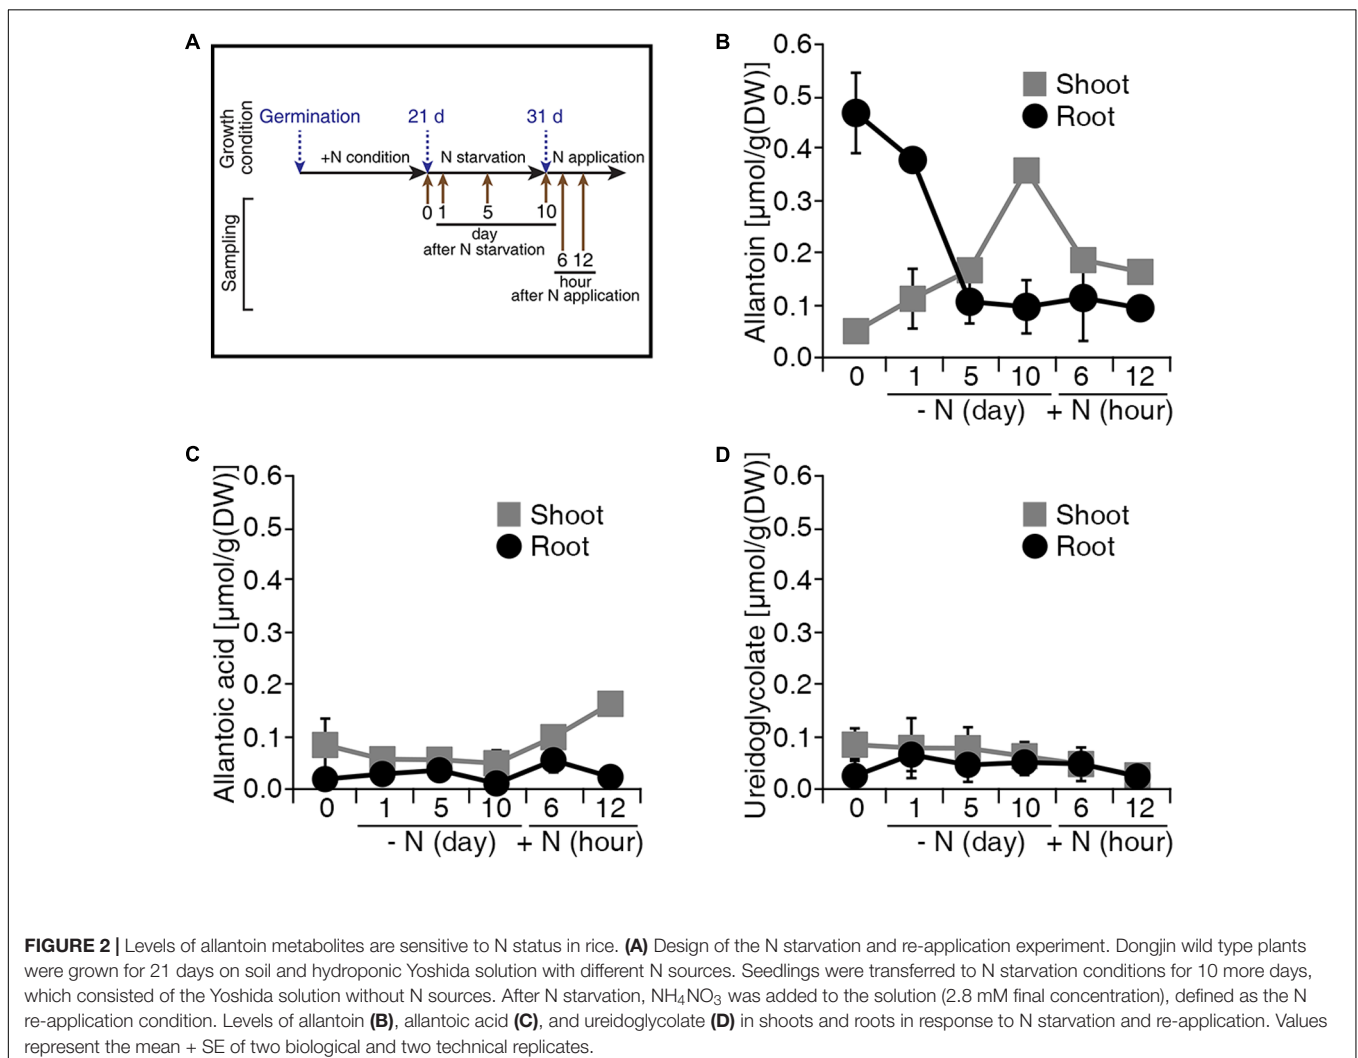 A
Growth
condition
Germination
21 d
31 d
+N condition
N starvation
N application
Sampling
0 1 5 10
day
after N starvation
6 12
hour
after N application
B
Allantoin [μmol/g(DW)]
0.6
0.5
0.4
0.3
0.2
0.1
0.0
Shoot
Root
0 1 5 10 6 12
- N (day) + N (hour)
C
Allantoic acid [μmol/g(DW)]
0.6
0.5
0.4
0.3
0.2
0.1
0.0
Shoot
Root
0 1 5 10 6 12
- N (day) + N (hour)
D
Ureidoglycolate [μmol/g(DW)]
0.6
0.5
0.4
0.3
0.2
0.1
0.0
Shoot
Root
0 1 5 10 6 12
- N (day) + N (hour)
FIGURE 2 | Levels of allantoin metabolites are sensitive to N status in rice. (A) Design of the N starvation and re-application experiment. Dongjin wild type plants
were grown for 21 days on soil and hydroponic Yoshida solution with different N sources. Seedlings were transferred to N starvation conditions for 10 more days,
which consisted of the Yoshida solution without N sources. After N starvation, NH₄NO₃ was added to the solution (2.8 mM final concentration), defined as the N
re-application condition. Levels of allantoin (B), allantoic acid (C), and ureidoglycolate (D) in shoots and roots in response to N starvation and re-application. Values
represent the mean + SE of two biological and two technical replicates.